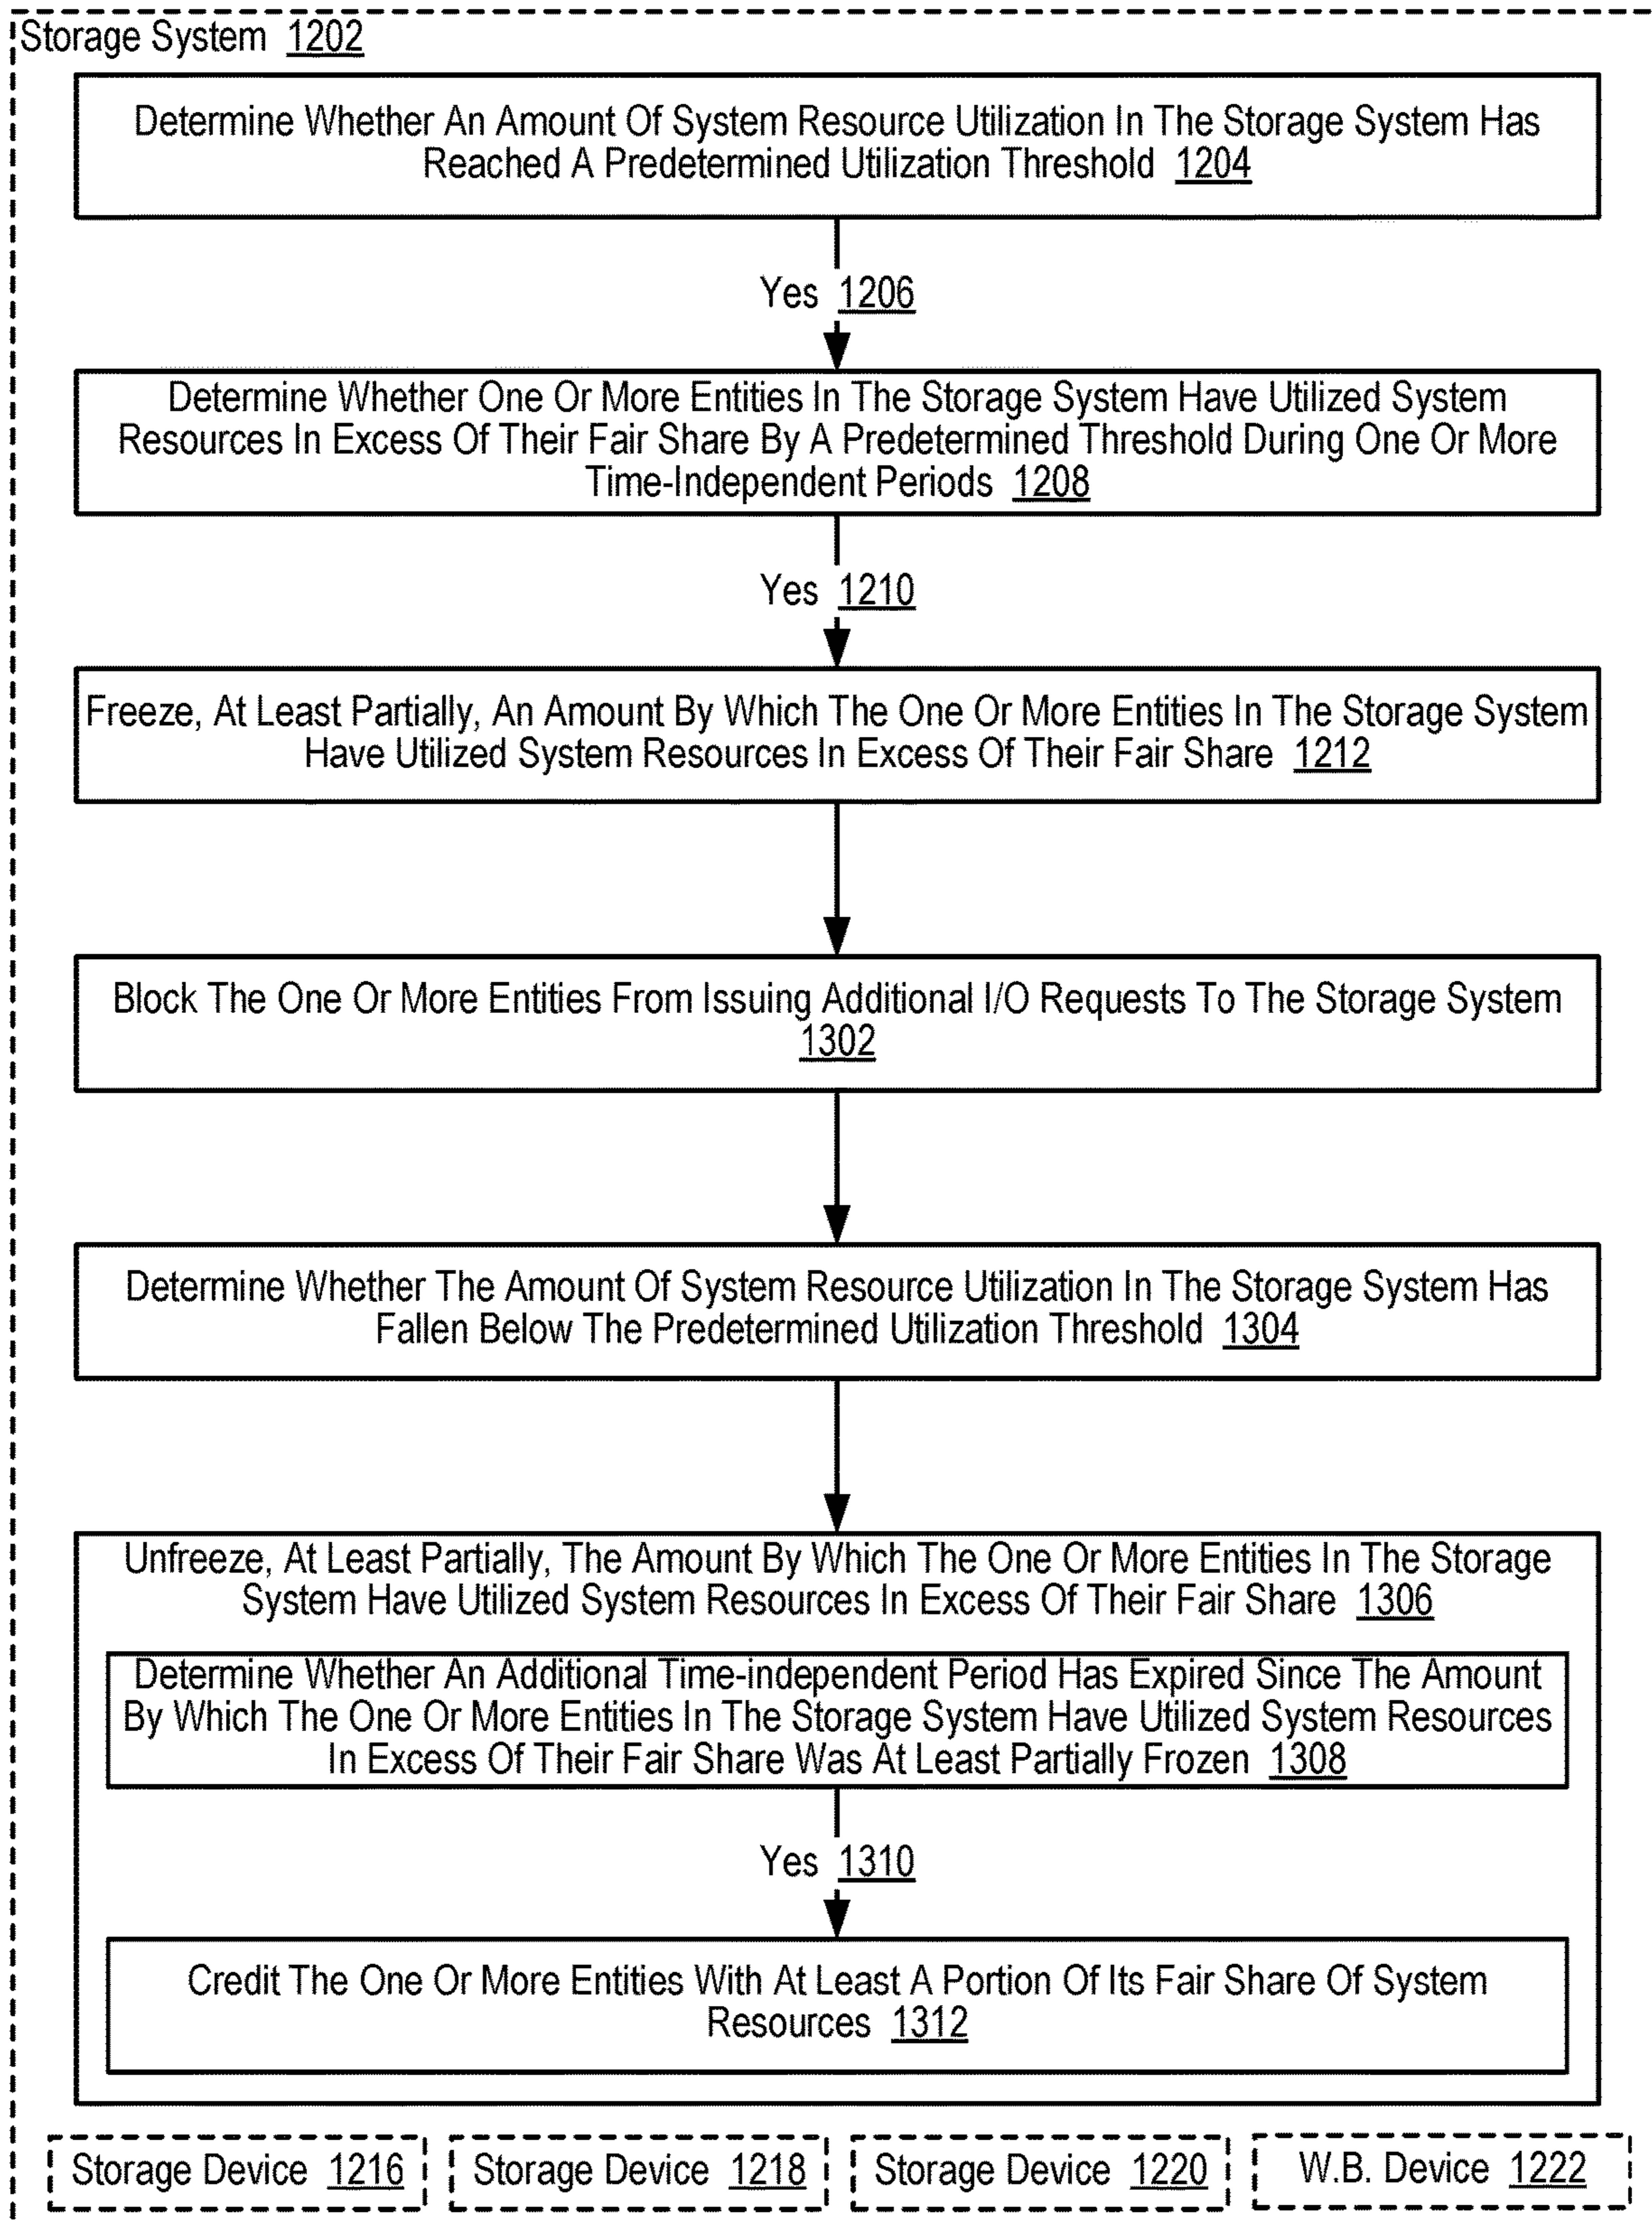 Storage System 1202
Determine Whether An Amount Of System Resource Utilization In The Storage System Has
Reached A Predetermined Utilization Threshold 1204
Yes 1206
Determine Whether One Or More Entities In The Storage System Have Utilized System
Resources In Excess Of Their Fair Share By A Predetermined Threshold During One Or More
Time-Independent Periods 1208
Yes 1210
Freeze, At Least Partially, An Amount By Which The One Or More Entities In The Storage System
Have Utilized System Resources In Excess Of Their Fair Share 1212
Block The One Or More Entities From Issuing Additional I/O Requests To The Storage System
1302
Determine Whether The Amount Of System Resource Utilization In The Storage System Has
Fallen Below The Predetermined Utilization Threshold 1304
Unfreeze, At Least Partially, The Amount By Which The One Or More Entities In The Storage
System Have Utilized System Resources In Excess Of Their Fair Share 1306
Determine Whether An Additional Time-independent Period Has Expired Since The Amount
By Which The One Or More Entities In The Storage System Have Utilized System Resources
In Excess Of Their Fair Share Was At Least Partially Frozen 1308
Yes 1310
Credit The One Or More Entities With At Least A Portion Of Its Fair Share Of System
Resources 1312
Storage Device 1216
Storage Device 1218
Storage Device 1220
W.B. Device 1222